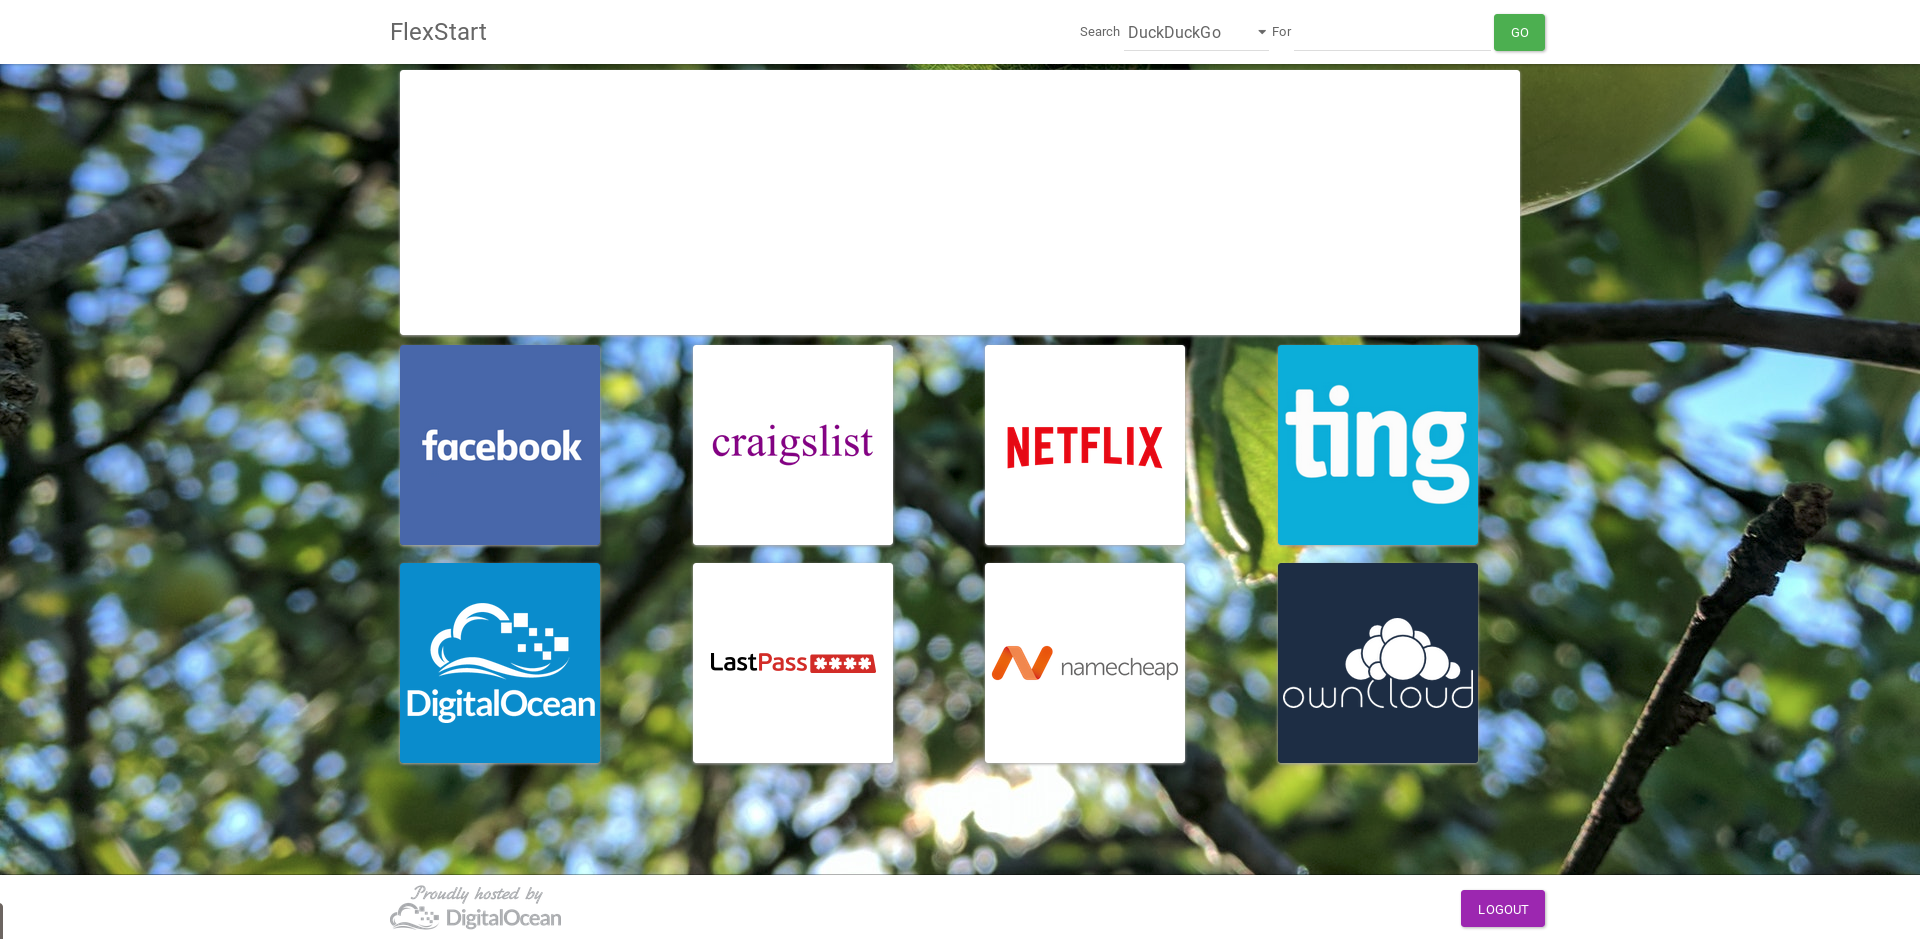 FlexStart
Search DuckDuckGo For GO
facebook
craigslist
NETFLIX
ting
DigitalOcean
LastPass ****
namecheap
ownCloud
Proudly hosted by
DigitalOcean
LOGOUT